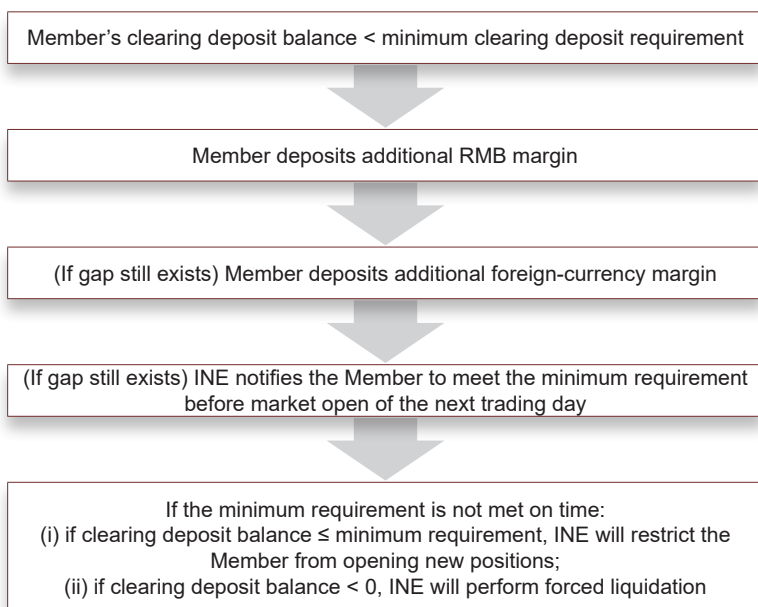 Member’s clearing deposit balance < minimum clearing deposit requirement
Member deposits additional RMB margin
(If gap still exists) Member deposits additional foreign-currency margin
(If gap still exists) INE notifies the Member to meet the minimum requirement
before market open of the next trading day
If the minimum requirement is not met on time:
(i) if clearing deposit balance ≤ minimum requirement, INE will restrict the
Member from opening new positions;
(ii) if clearing deposit balance < 0, INE will perform forced liquidation